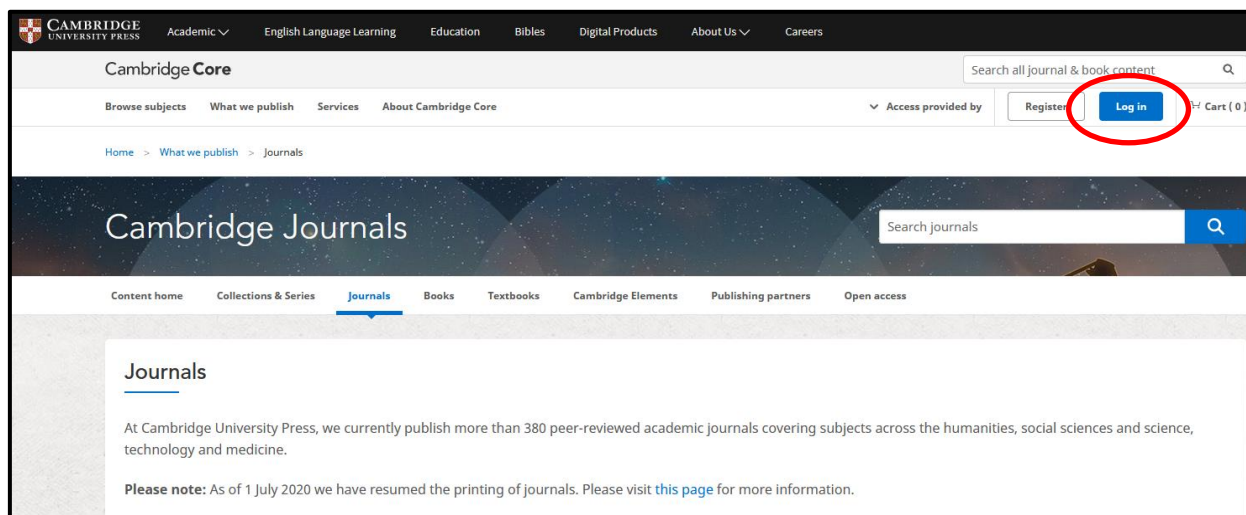 CAMBRIDGE
UNIVERSITY PRESS
Academic
English Language Learning
Education
Bibles
Digital Products
About Us
Careers
Cambridge Core
Search all journal & book content
Browse subjects
What we publish
Services
About Cambridge Core
Access provided by
Register
Log in
Cart ( 0 )
Home > What we publish > Journals
Cambridge Journals
Search journals
Content home
Collections & Series
Journals
Books
Textbooks
Cambridge Elements
Publishing partners
Open access
Journals
At Cambridge University Press, we currently publish more than 380 peer-reviewed academic journals covering subjects across the humanities, social sciences and science,
technology and medicine.
Please note: As of 1 July 2020 we have resumed the printing of journals. Please visit this page for more information.